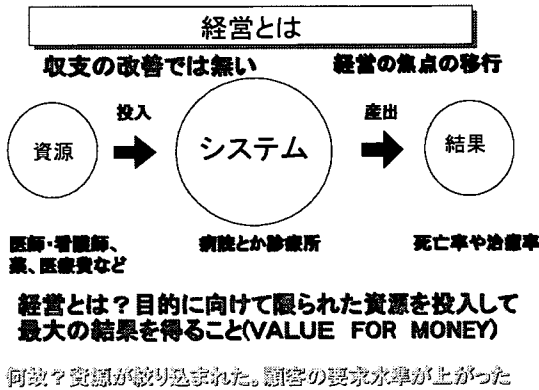 経営とは
収支の改善では無い 経営の焦点の移行
投入 産出
資源 システム 結果
医師・看護師、 病院とか診療所 死亡率や治癒率
薬、医療費など
経営とは？目的に向けて限られた資源を投入して
最大の結果を得ること(VALUE FOR MONEY)
何故？資源が絞り込まれた。顧客の要求水準が上がった